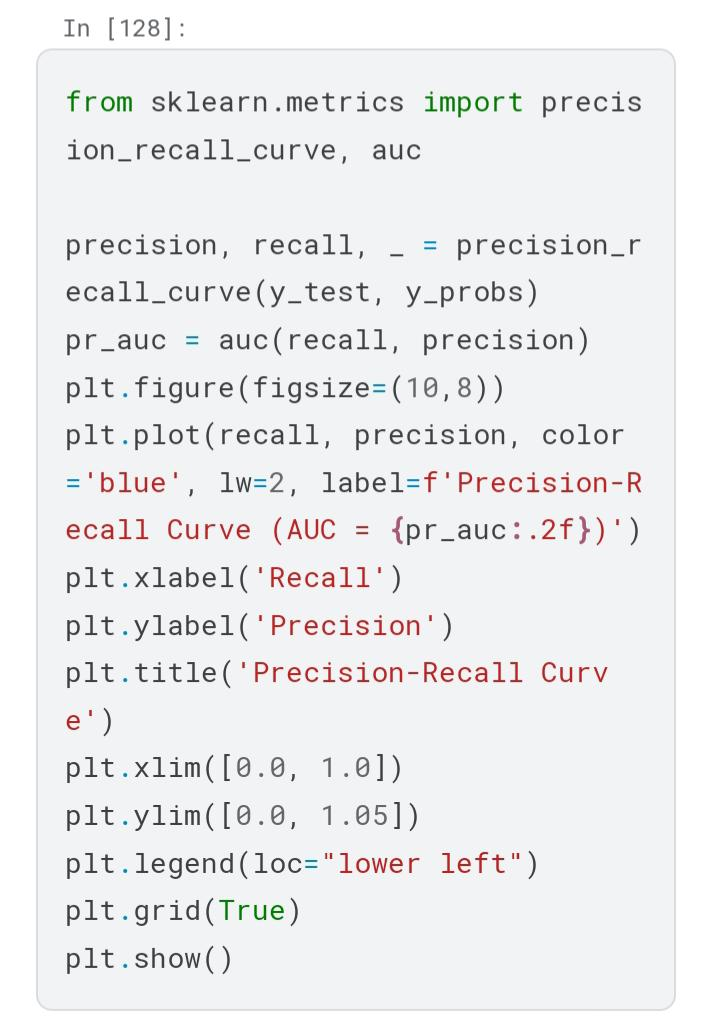 In [128]:
from sklearn.metrics import precis
ion_recall_curve, auc
precision, recall, _ = precision_r
ecall_curve(y_test, y_probs)
pr_auc = auc(recall, precision)
plt.figure(figsize=(10,8))
plt.plot(recall, precision, color
='blue', lw=2, label=f'Precision-R
ecall Curve (AUC = {pr_auc:.2f})')
plt.xlabel('Recall')
plt.ylabel('Precision')
plt.title('Precision-Recall Curv
e')
plt.xlim([0.0, 1.0])
plt.ylim([0.0, 1.05])
plt.legend(loc="lower left")
plt.grid(True)
plt.show()